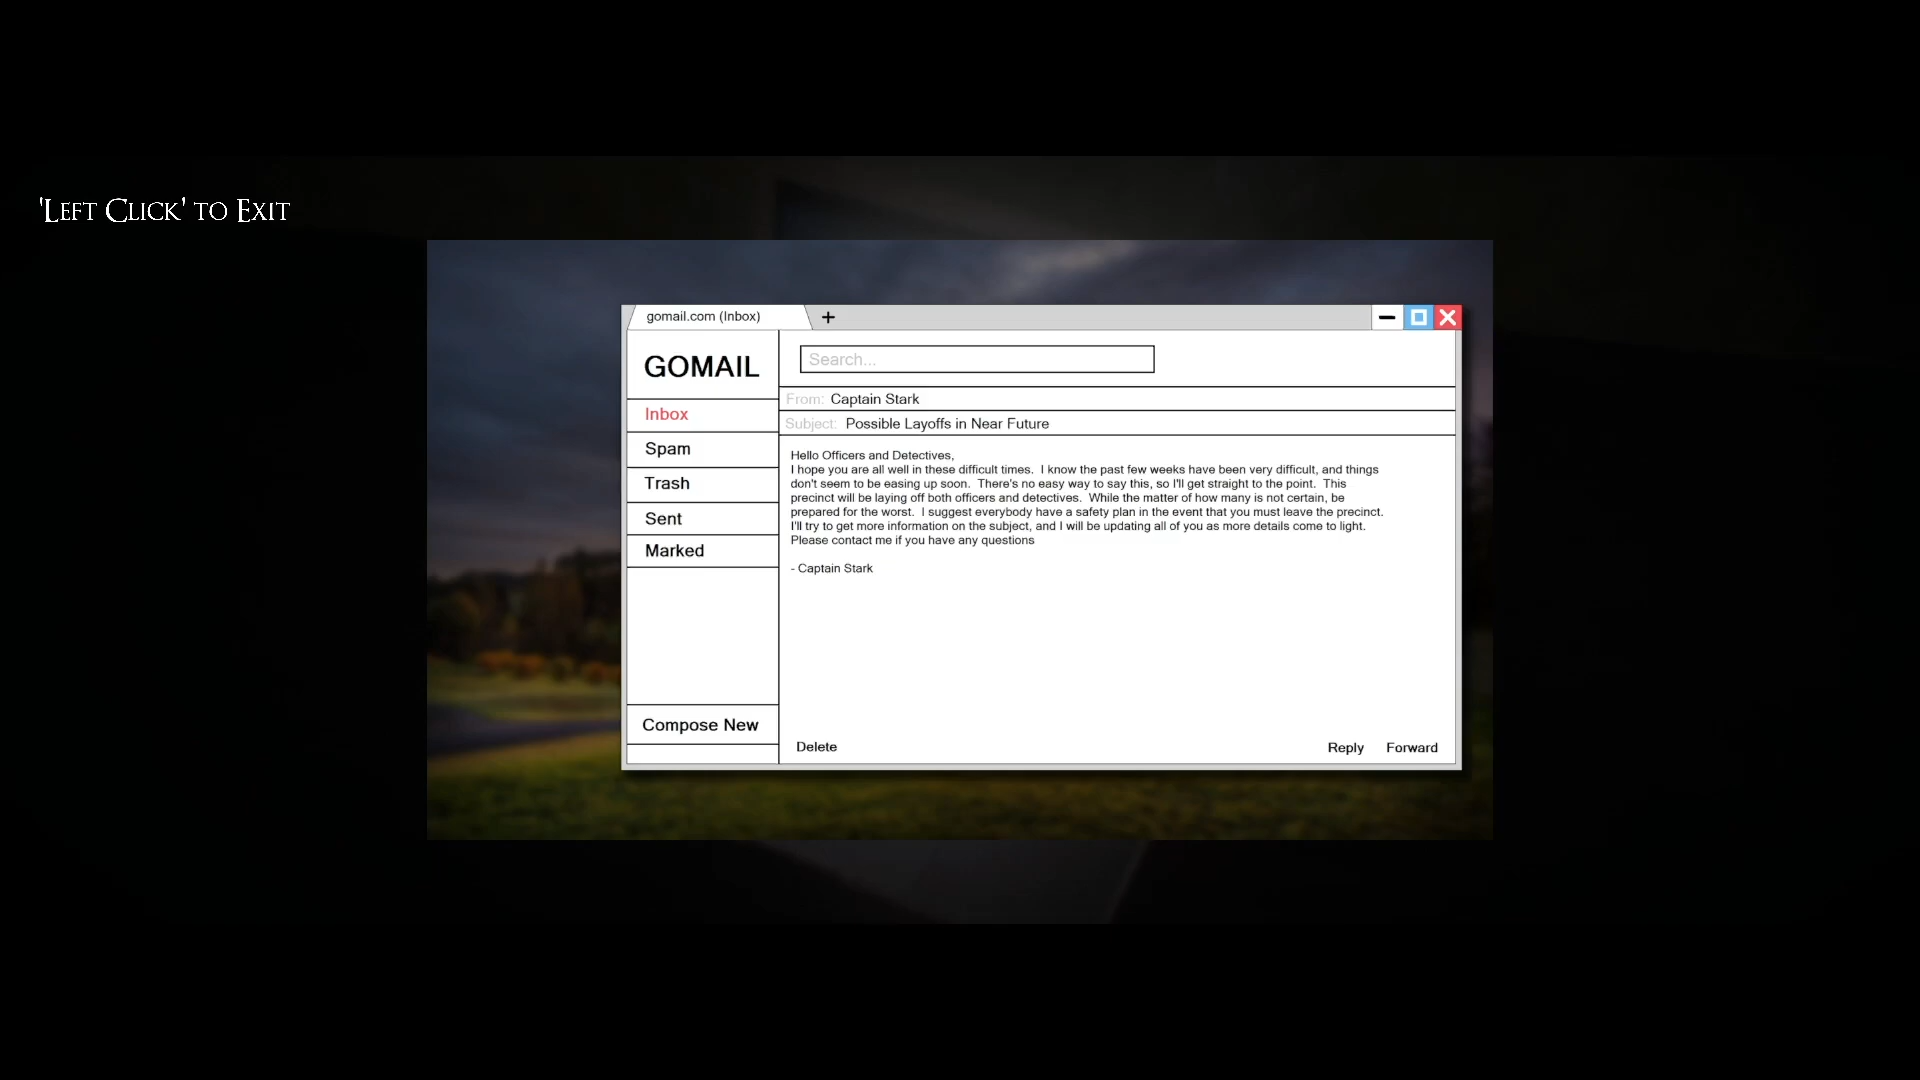 'Left Click' to Exit
gomail.com (Inbox)
+
GOMAIL
Search...
Inbox
Spam
Trash
Sent
Marked
Compose New
From: Captain Stark
Subject: Possible Layoffs in Near Future
Hello Officers and Detectives,
I hope you are all well in these difficult times.  I know the past few weeks have been very difficult, and things
don't seem to be easing up soon.  There's no easy way to say this, so I'll get straight to the point.  This
precinct will be laying off both officers and detectives.  While the matter of how many is not certain, be
prepared for the worst.  I suggest everybody have a safety plan in the event that you must leave the precinct.
I'll try to get more information on the subject, and I will be updating all of you as more details come to light.
Please contact me if you have any questions
- Captain Stark
Delete
Reply Forward